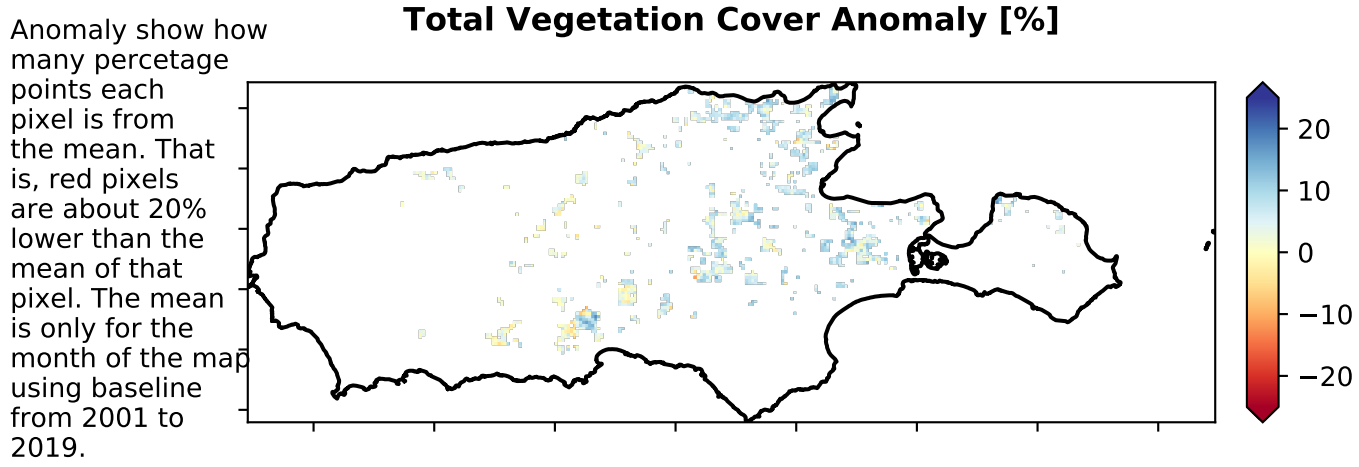 Total Vegetation Cover Anomaly [%]
Anomaly show how
many percetage
points each
pixel is from
the mean. That
is, red pixels
are about 20%
lower than the
mean of that
pixel. The mean
is only for the
month of the map
using baseline
from 2001 to
2019.
20
10
0
−10
−20